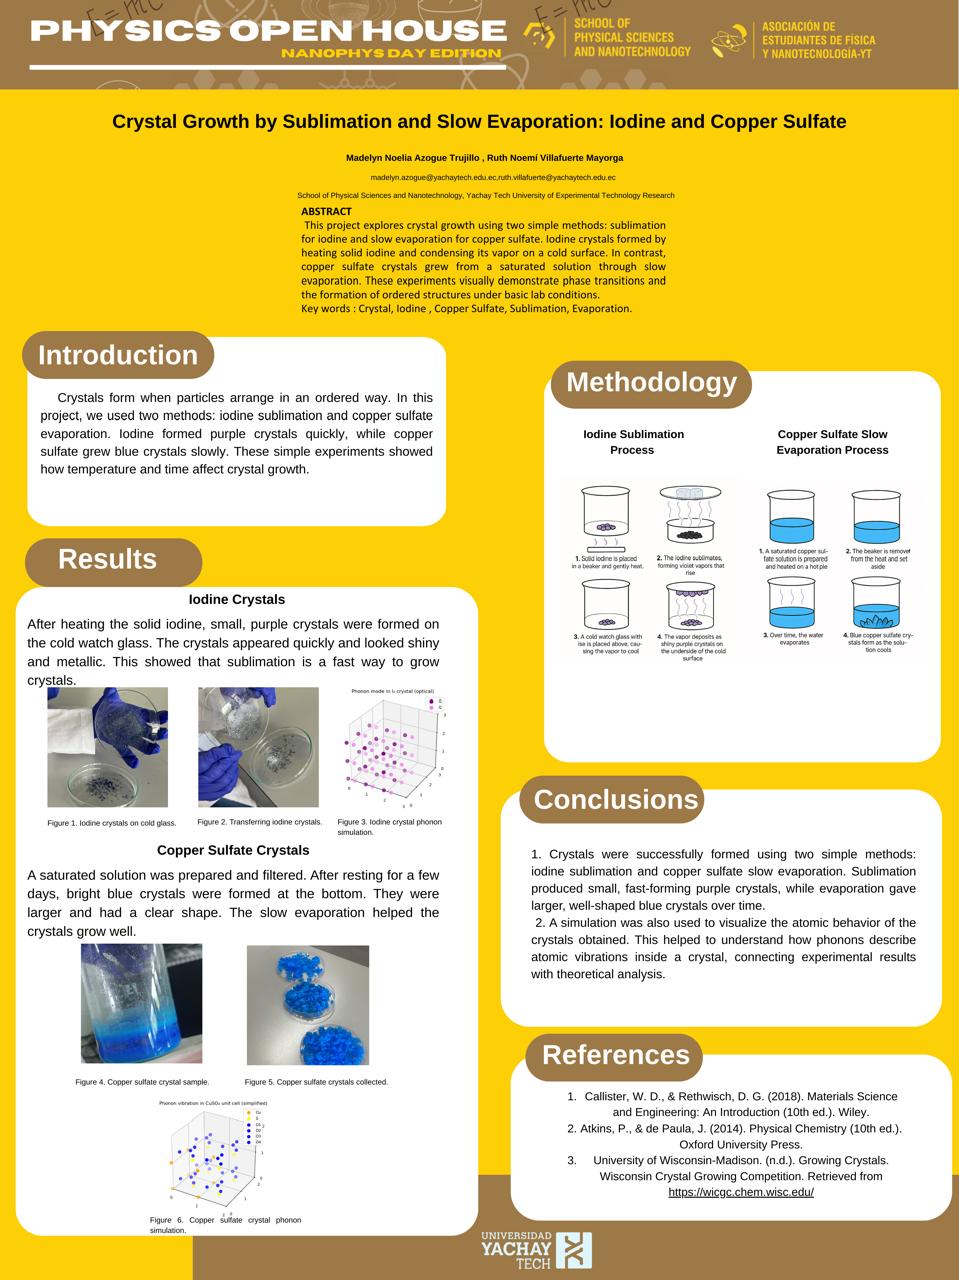 PHYSICS OPEN HOUSE
NANOPHYS DAY EDITION
SCHOOL OF
PHYSICAL SCIENCES
AND NANOTECHNOLOGY
ASOCIACIÓN DE
ESTUDIANTES DE FÍSICA
Y NANOTECNOLOGÍA-YT
Crystal Growth by Sublimation and Slow Evaporation: Iodine and Copper Sulfate
Madelyn Noelia Azogue Trujillo , Ruth Noemí Villafuerte Mayorga
madelyn.azogue@yachaytech.edu.ec,ruth.villafuerte@yachaytech.edu.ec
School of Physical Sciences and Nanotechnology, Yachay Tech University of Experimental Technology Research
ABSTRACT
This project explores crystal growth using two simple methods: sublimation
for iodine and slow evaporation for copper sulfate. Iodine crystals formed by
heating solid iodine and condensing its vapor on a cold surface. In contrast,
copper sulfate crystals grew from a saturated solution through slow
evaporation. These experiments visually demonstrate phase transitions and
the formation of ordered structures under basic lab conditions.
Key words : Crystal, Iodine , Copper Sulfate, Sublimation, Evaporation.
Introduction
Crystals form when particles arrange in an ordered way. In this
project, we used two methods: iodine sublimation and copper sulfate
evaporation. Iodine formed purple crystals quickly, while copper
sulfate grew blue crystals slowly. These simple experiments showed
how temperature and time affect crystal growth.
Results
Iodine Crystals
After heating the solid iodine, small, purple crystals were formed on
the cold watch glass. The crystals appeared quickly and looked shiny
and metallic. This showed that sublimation is a fast way to grow
crystals.
Phonon mode in I₂ crystal (optical)
Figure 1. Iodine crystals on cold glass.
Figure 2. Transferring iodine crystals.
Figure 3. Iodine crystal phonon
simulation.
Copper Sulfate Crystals
A saturated solution was prepared and filtered. After resting for a few
days, bright blue crystals were formed at the bottom. They were
larger and had a clear shape. The slow evaporation helped the
crystals grow well.
Figure 4. Copper sulfate crystal sample.
Figure 5. Copper sulfate crystals collected.
Phonon vibration in CuSO₄ unit cell (simplified)
Cu
S
O1
O2
O3
O4
Figure 6. Copper sulfate crystal phonon
simulation.
Methodology
Iodine Sublimation
Process
1. Solid iodine is placed
in a beaker and gently heat.
2. The iodine sublimates,
forming violet vapors that
rise
3. A cold watch glass with
ise is placed above, cau-
sing the vapor to cool
4. The vapor deposits as
shiny purple crystals on
the underside of the cold
surface
Copper Sulfate Slow
Evaporation Process
1. A saturated copper sul-
fate solution is prepared
and heated on a hot ple
2. The beaker is removef
from the heat and set
aside
3. Over time, the water
evaporates
4. Blue copper sulfate cry-
stals form as the solu-
tion cools
Conclusions
1. Crystals were successfully formed using two simple methods:
iodine sublimation and copper sulfate slow evaporation. Sublimation
produced small, fast-forming purple crystals, while evaporation gave
larger, well-shaped blue crystals over time.
2. A simulation was also used to visualize the atomic behavior of the
crystals obtained. This helped to understand how phonons describe
atomic vibrations inside a crystal, connecting experimental results
with theoretical analysis.
References
1. Callister, W. D., & Rethwisch, D. G. (2018). Materials Science
and Engineering: An Introduction (10th ed.). Wiley.
2. Atkins, P., & de Paula, J. (2014). Physical Chemistry (10th ed.).
Oxford University Press.
3. University of Wisconsin-Madison. (n.d.). Growing Crystals.
Wisconsin Crystal Growing Competition. Retrieved from
https://wicgc.chem.wisc.edu/
UNIVERSIDAD
YACHAY
TECH